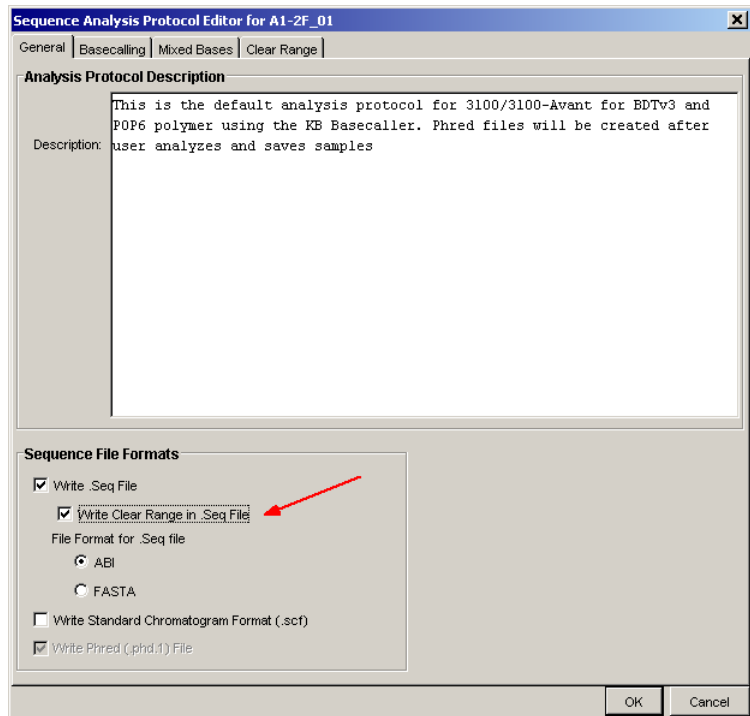 Sequence Analysis Protocol Editor for A1-2F_01
General Basecalling Mixed Bases Clear Range
Analysis Protocol Description
Description:
This is the default analysis protocol for 3100/3100-Avant for BDTv3 and
POP6 polymer using the KB Basecaller. Phred files will be created after
user analyzes and saves samples
Sequence File Formats
Write .Seq File
Write Clear Range in .Seq File
File Format for .Seq file
ABI
FASTA
Write Standard Chromatogram Format (.scf)
Write Phred (.phd.1) File
OK Cancel